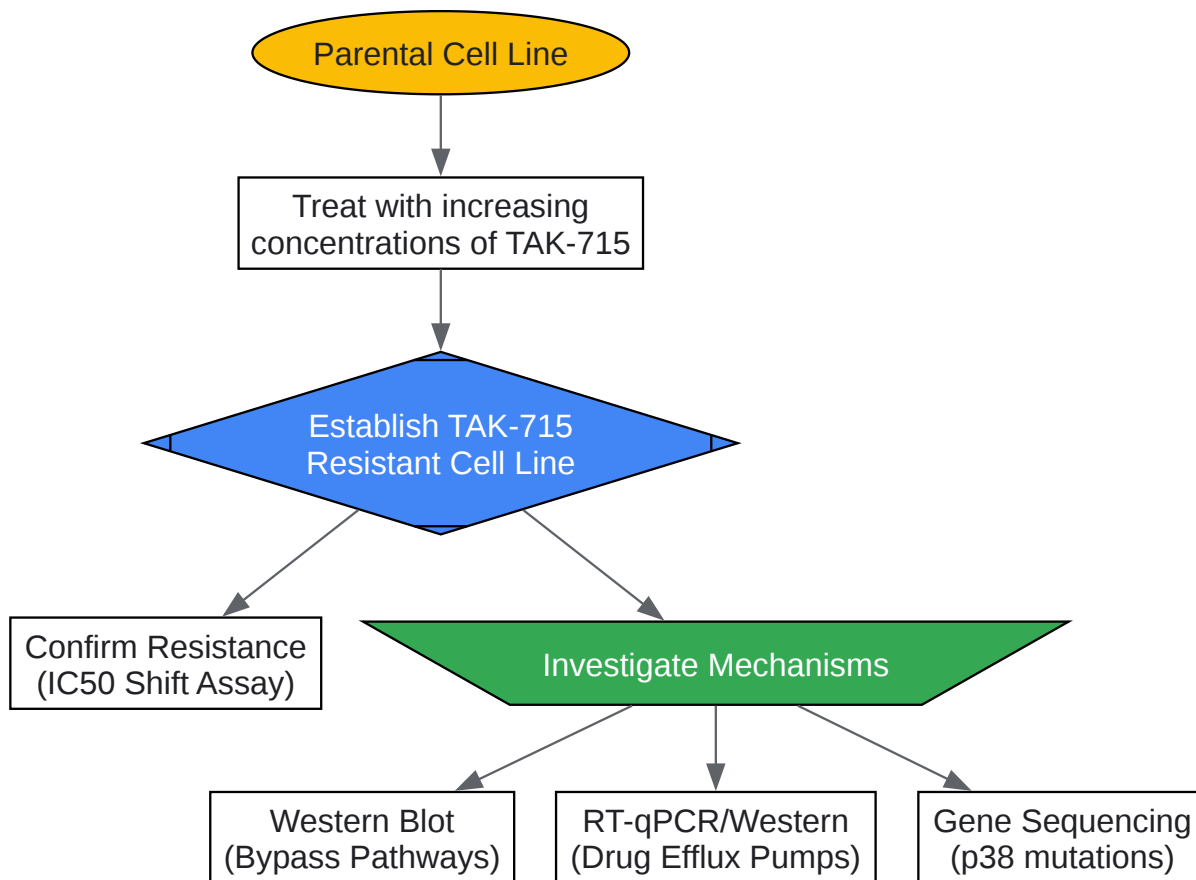 Parental Cell Line
Treat with increasing
concentrations of TAK-715
Establish TAK-715
Resistant Cell Line
Confirm Resistance
(IC50 Shift Assay)
Investigate Mechanisms
Western Blot
(Bypass Pathways)
RT-qPCR/Western
(Drug Efflux Pumps)
Gene Sequencing
(p38 mutations)